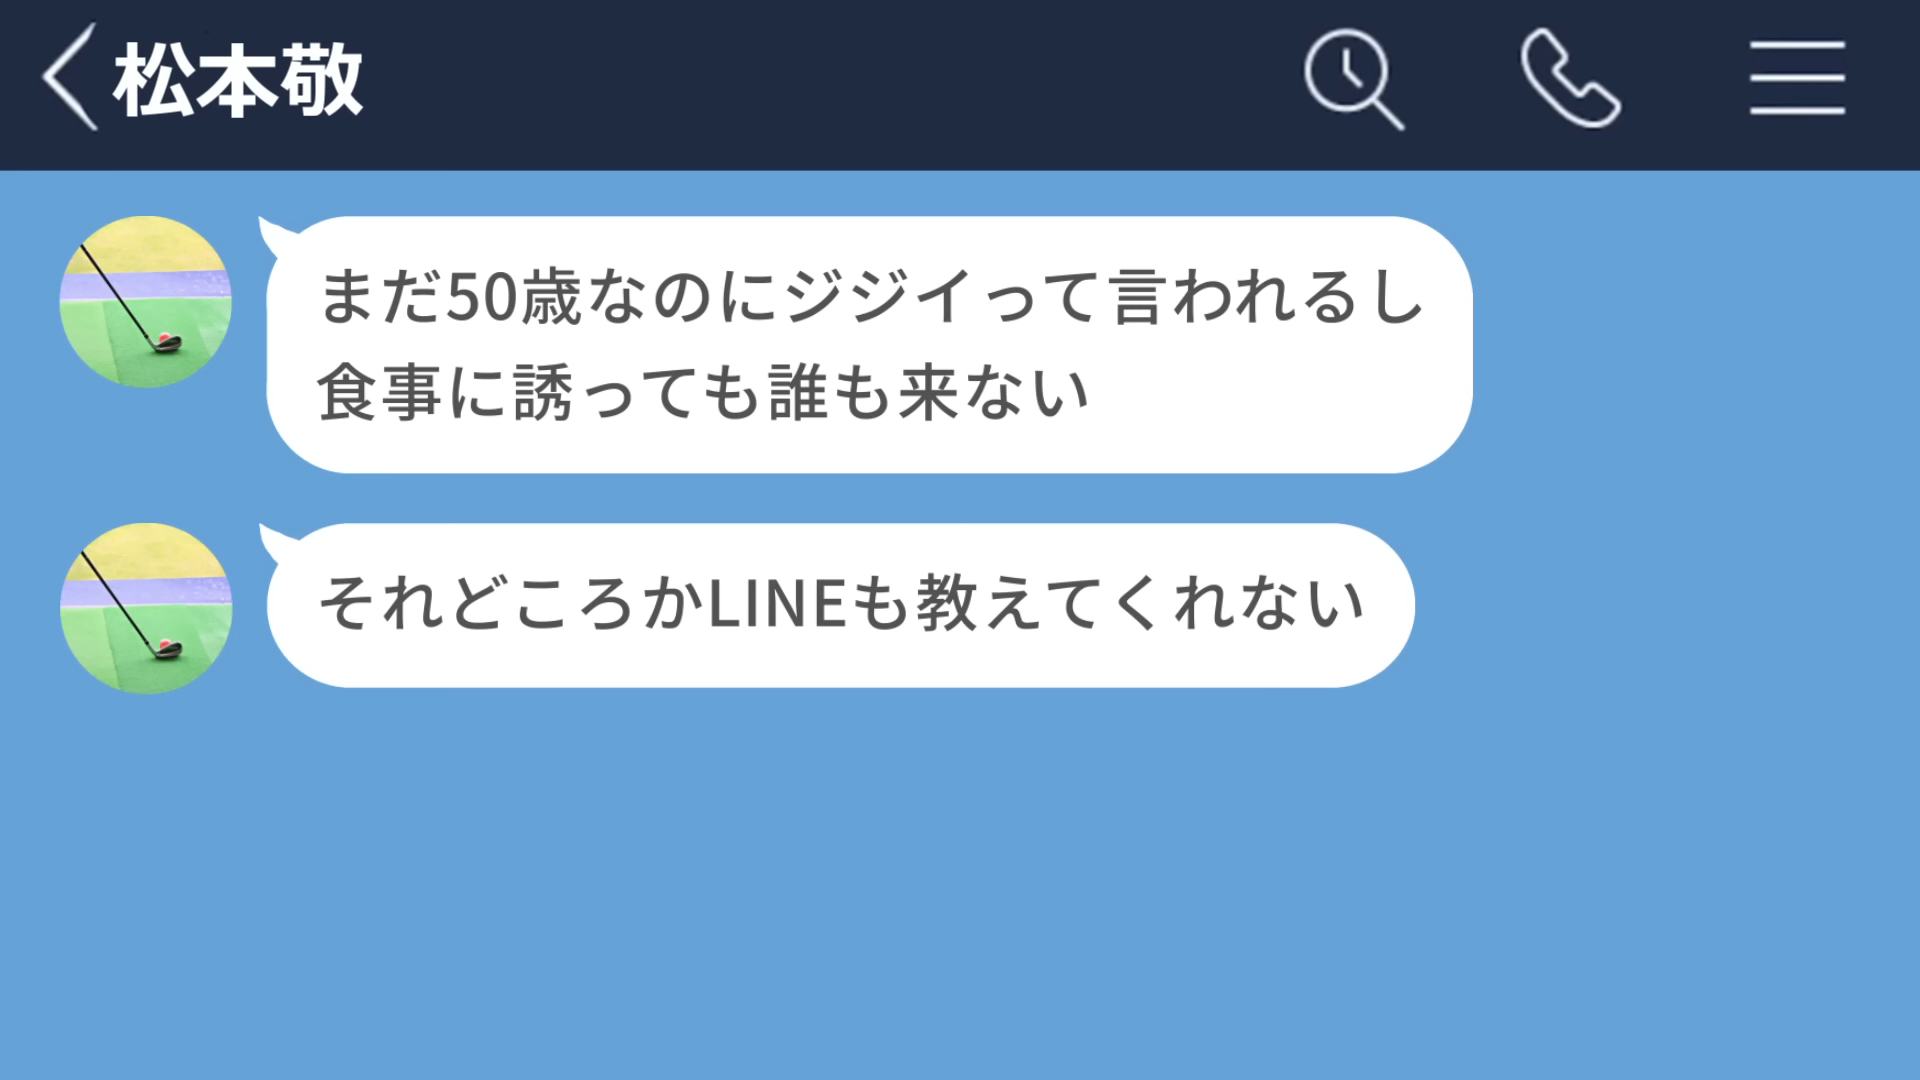 松本敬
まだ50歳なのにジジイって言われるし
食事に誘っても誰も来ない
それどころかLINEも教えてくれない